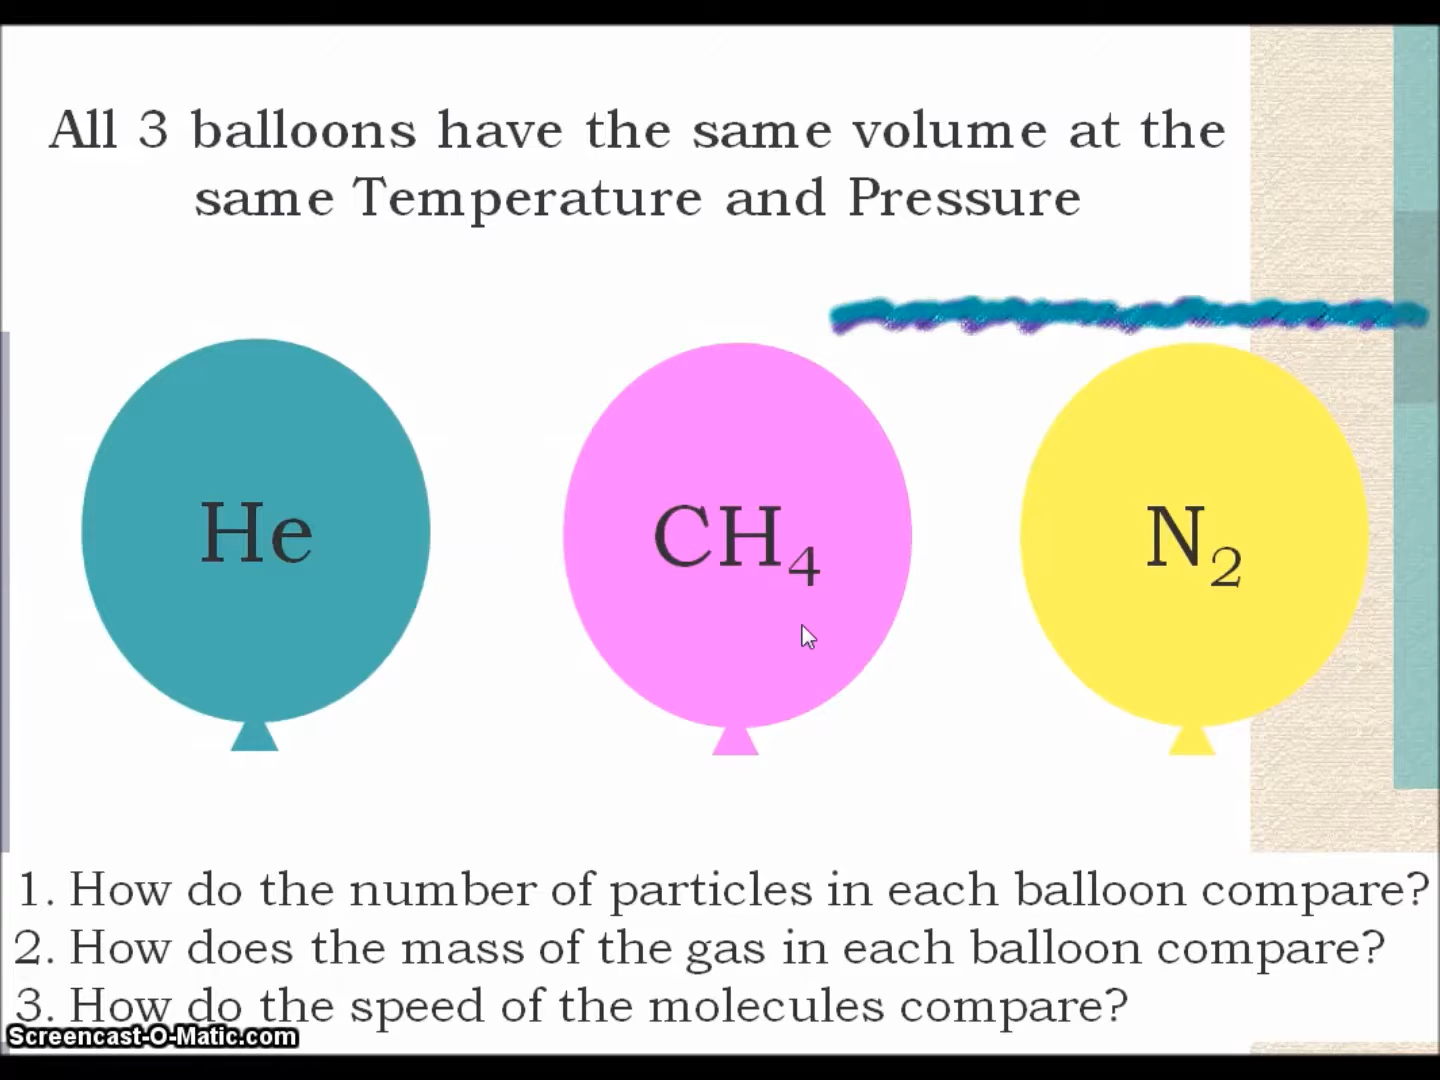 All 3 balloons have the same volume at the
same Temperature and Pressure
He
CH₄
N₂
1. How do the number of particles in each balloon compare?
2. How does the mass of the gas in each balloon compare?
3. How do the speed of the molecules compare?
Screencast-O-Matic.com